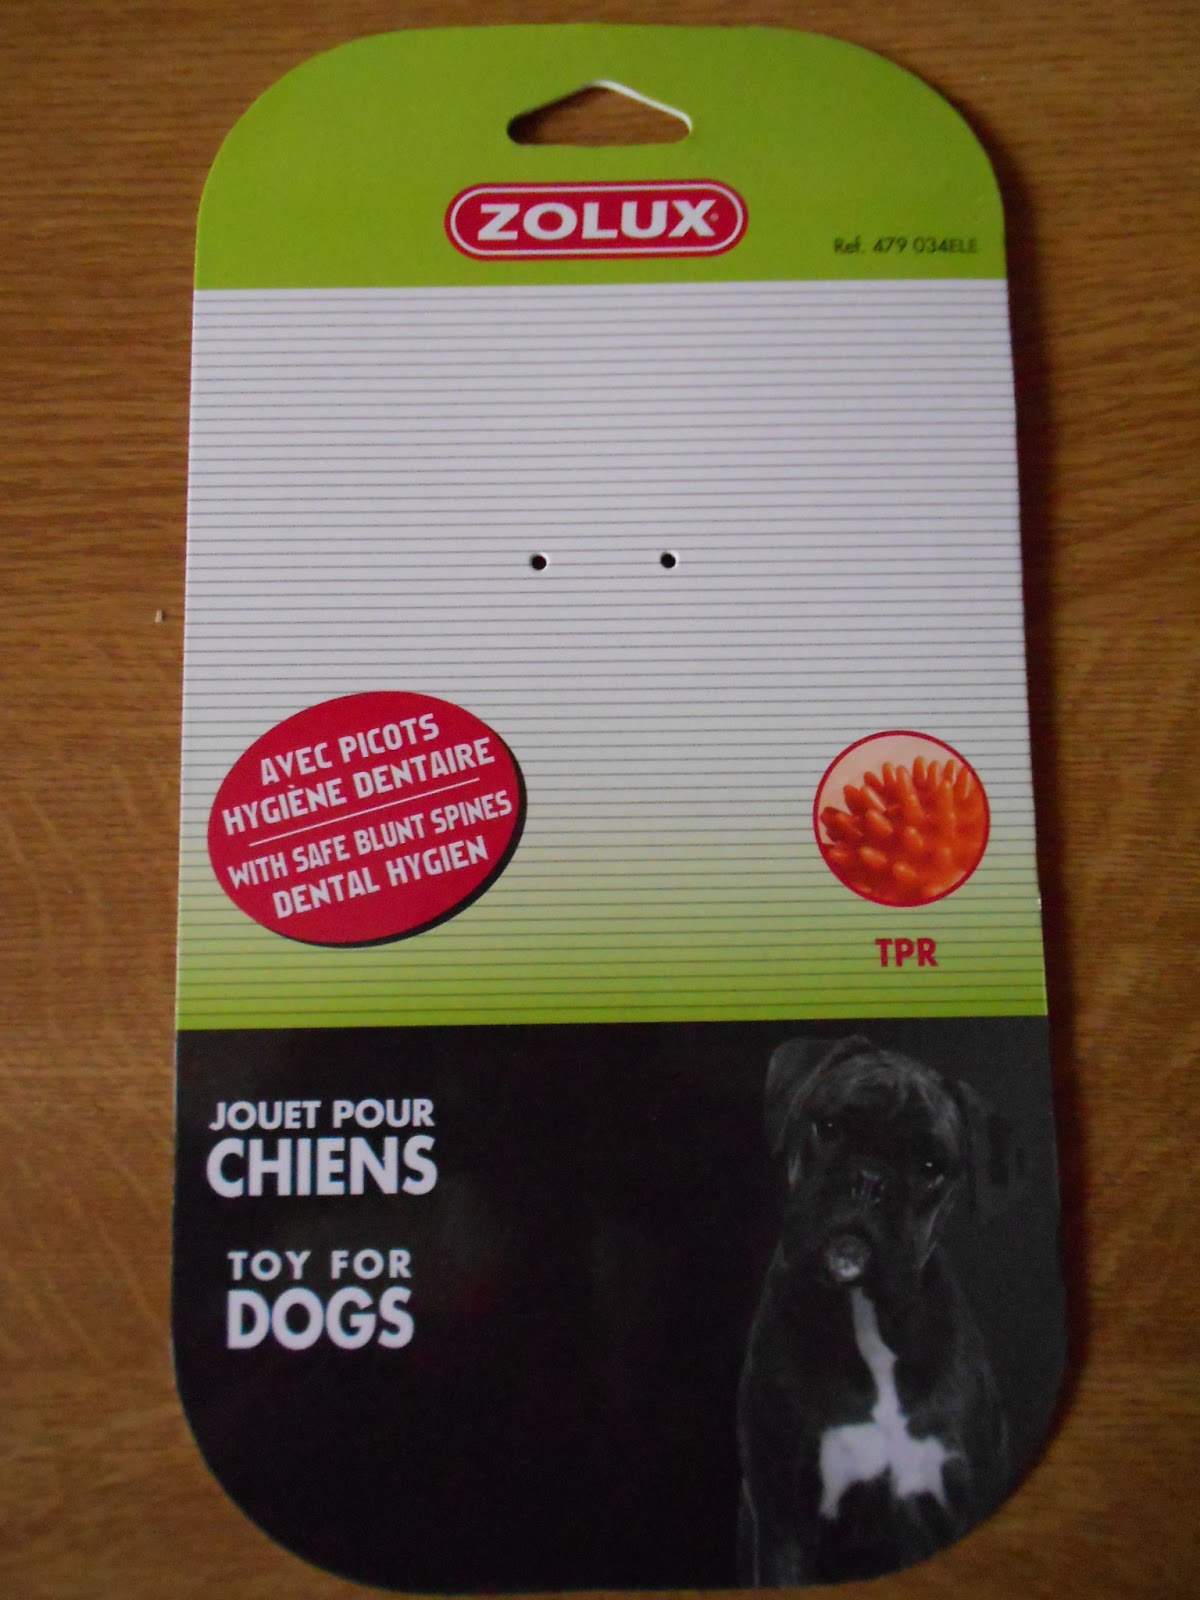 ZOLUX
Ref. 479 034ELE
AVEC PICOTS
HYGIÈNE DENTAIRE
WITH SAFE BLUNT SPINES
DENTAL HYGIEN
TPR
JOUET POUR
CHIENS
TOY FOR
DOGS